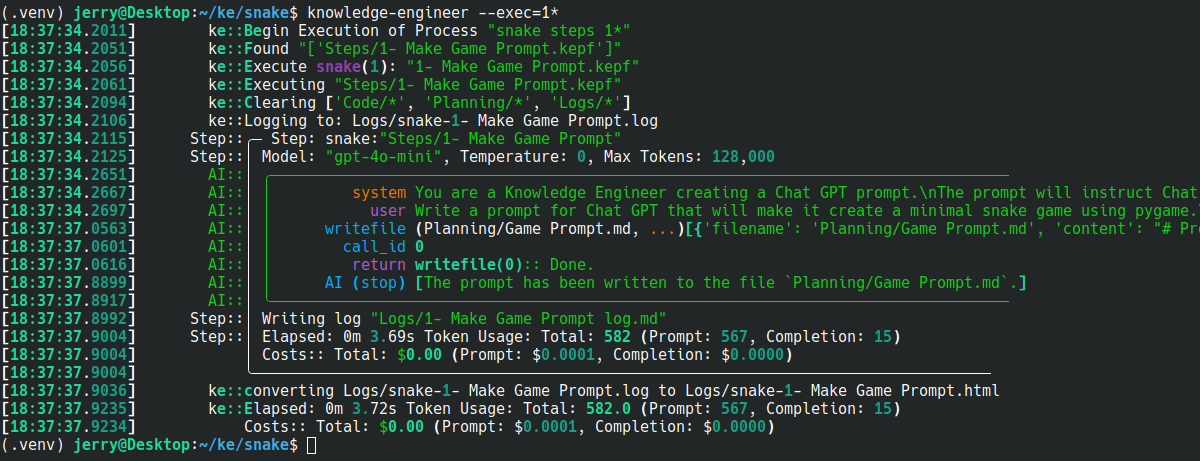 (.venv) jerry@Desktop:~/ke/snake$ knowledge-engineer --exec=1*
[18:37:34.2011] ke::Begin Execution of Process "snake steps 1*"
[18:37:34.2051] ke::Found "['Steps/1- Make Game Prompt.kepf']"
[18:37:34.2056] ke::Execute snake(1): "1- Make Game Prompt.kepf"
[18:37:34.2061] ke::Executing "Steps/1- Make Game Prompt.kepf"
[18:37:34.2094] ke::Clearing ['Code/*', 'Planning/*', 'Logs/*']
[18:37:34.2106] ke::Logging to: Logs/snake-1- Make Game Prompt.log
[18:37:34.2115] Step:: Step: snake:"Steps/1- Make Game Prompt"
[18:37:34.2125] Step:: Model: "gpt-4o-mini", Temperature: 0, Max Tokens: 128,000
[18:37:34.2651] AI::
[18:37:34.2667] AI:: system You are a Knowledge Engineer creating a Chat GPT prompt.\nThe prompt will instruct Chat
[18:37:34.2697] AI:: user Write a prompt for Chat GPT that will make it create a minimal snake game using pygame.
[18:37:37.0563] AI:: writefile (Planning/Game Prompt.md, ...)[{'filename': 'Planning/Game Prompt.md', 'content': "# Pro
[18:37:37.0601] AI:: call_id 0
[18:37:37.0616] AI:: return writefile(0):: Done.
[18:37:37.8899] AI:: AI (stop) [The prompt has been written to the file `Planning/Game Prompt.md`.]
[18:37:37.8917] AI::
[18:37:37.8992] Step:: Writing log "Logs/1- Make Game Prompt log.md"
[18:37:37.9004] Step:: Elapsed: 0m 3.69s Token Usage: Total: 582 (Prompt: 567, Completion: 15)
[18:37:37.9004] Costs:: Total: $0.00 (Prompt: $0.0001, Completion: $0.0000)
[18:37:37.9004]
[18:37:37.9036] ke::converting Logs/snake-1- Make Game Prompt.log to Logs/snake-1- Make Game Prompt.html
[18:37:37.9235] ke::Elapsed: 0m 3.72s Token Usage: Total: 582.0 (Prompt: 567, Completion: 15)
[18:37:37.9234] Costs:: Total: $0.00 (Prompt: $0.0001, Completion: $0.0000)
(.venv) jerry@Desktop:~/ke/snake$